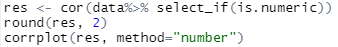 res <- cor(data%>% select_if(is.numeric))
round(res, 2)
corrplot(res, method="number")